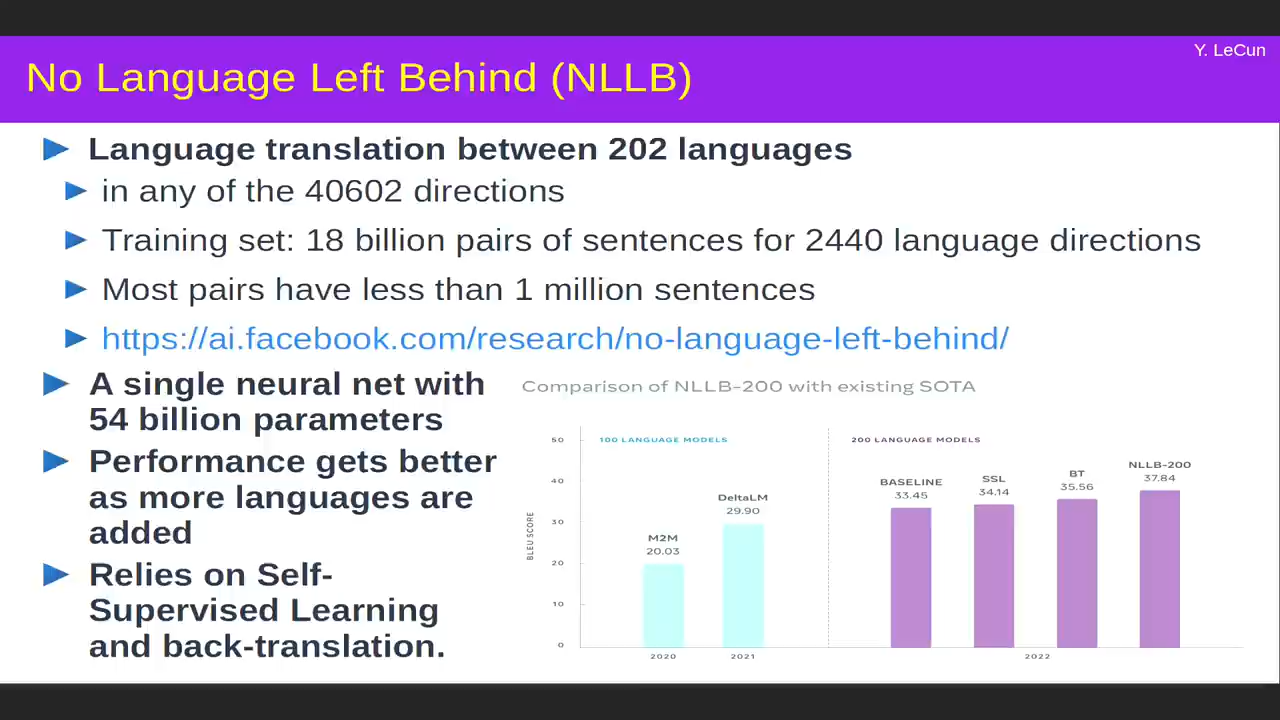 Y. LeCun
No Language Left Behind (NLLB)
Language translation between 202 languages
in any of the 40602 directions
Training set: 18 billion pairs of sentences for 2440 language directions
Most pairs have less than 1 million sentences
https://ai.facebook.com/research/no-language-left-behind/
A single neural net with
54 billion parameters
Performance gets better
as more languages are
added
Relies on Self-
Supervised Learning
and back-translation.
Comparison of NLLB-200 with existing SOTA
BLEU SCORE
50
40
30
20
10
0
100 LANGUAGE MODELS
M2M
20.03
DeltaLM
29.90
2020
2021
200 LANGUAGE MODELS
BASELINE
33.45
SSL
34.14
BT
35.56
NLLB-200
37.84
2022